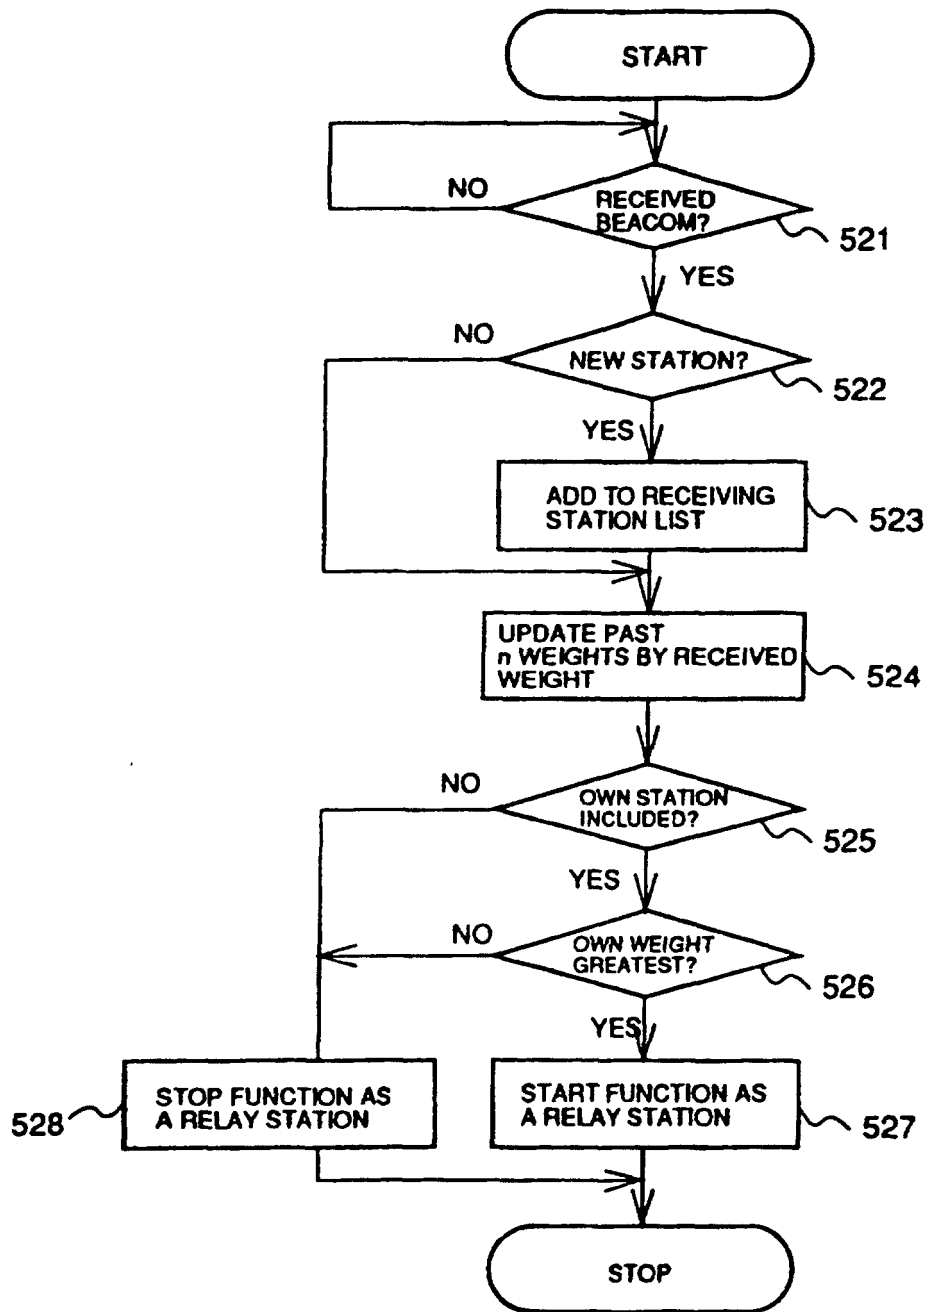 START
NO
RECEIVED
BEACOM?
521
YES
NO
NEW STATION?
522
YES
ADD TO RECEIVING
STATION LIST
523
UPDATE PAST
n WEIGHTS BY RECEIVED
WEIGHT
524
NO
OWN STATION
INCLUDED?
525
YES
NO
OWN WEIGHT
GREATEST?
526
YES
STOP FUNCTION AS
A RELAY STATION
528
START FUNCTION AS
A RELAY STATION
527
STOP